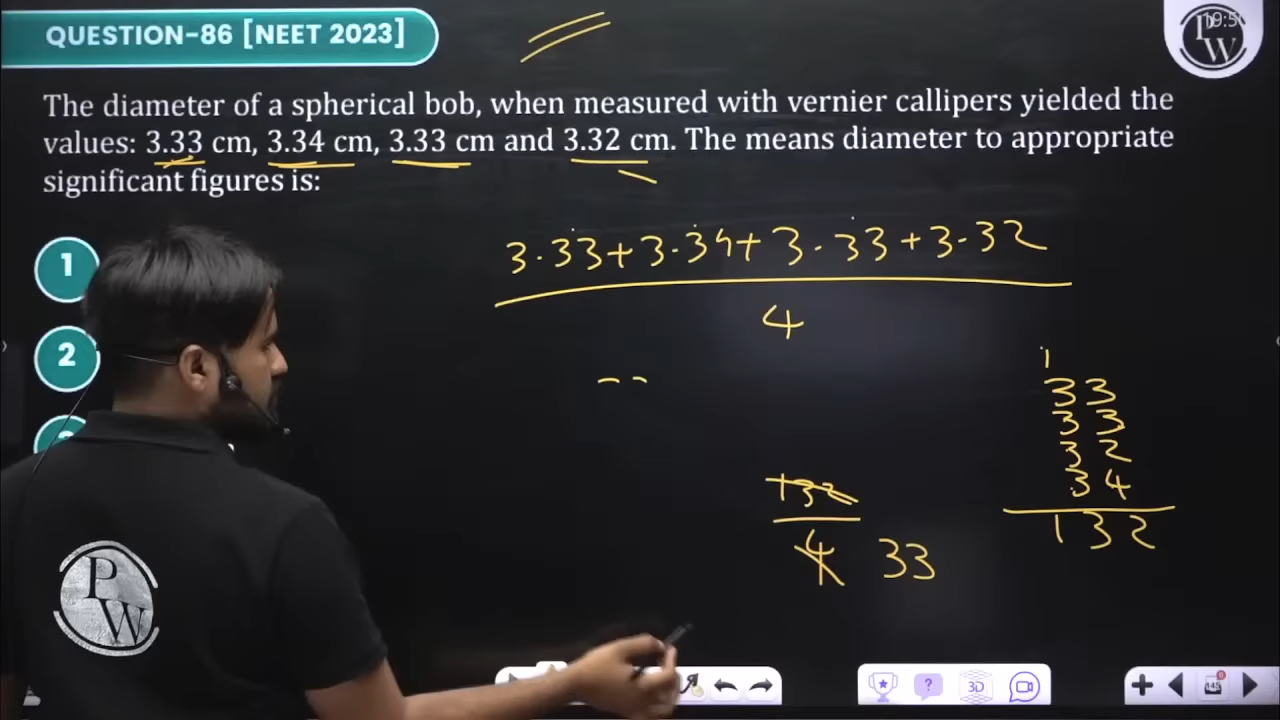 QUESTION-86 [NEET 2023]
The diameter of a spherical bob, when measured with vernier callipers yielded the
values: 3.33 cm, 3.34 cm, 3.33 cm and 3.32 cm. The means diameter to appropriate
significant figures is:
1
2
3.33+3.34+3.33+3.32
4
1
33
33
32
34
132
132
4
33
PW
PW
?
3D